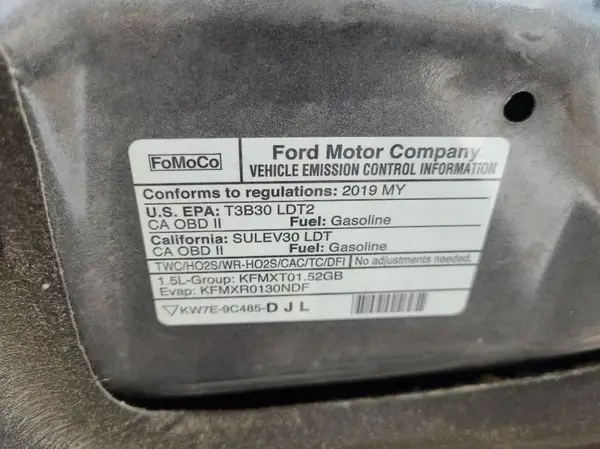 FoMoCo
Ford Motor Company
VEHICLE EMISSION CONTROL INFORMATION
Conforms to regulations: 2019 MY
U.S. EPA: T3B30 LDT2
CA OBD II Fuel: Gasoline
California: SULEV30 LDT
CA OBD II Fuel: Gasoline
TWC/HO2S/WR-HO2S/CAC/TC/DFI No adjustments needed.
1.5L-Group: KFMXT01.52GB
Evap: KFMXR0130NDF
KW7E-9C485-D J L